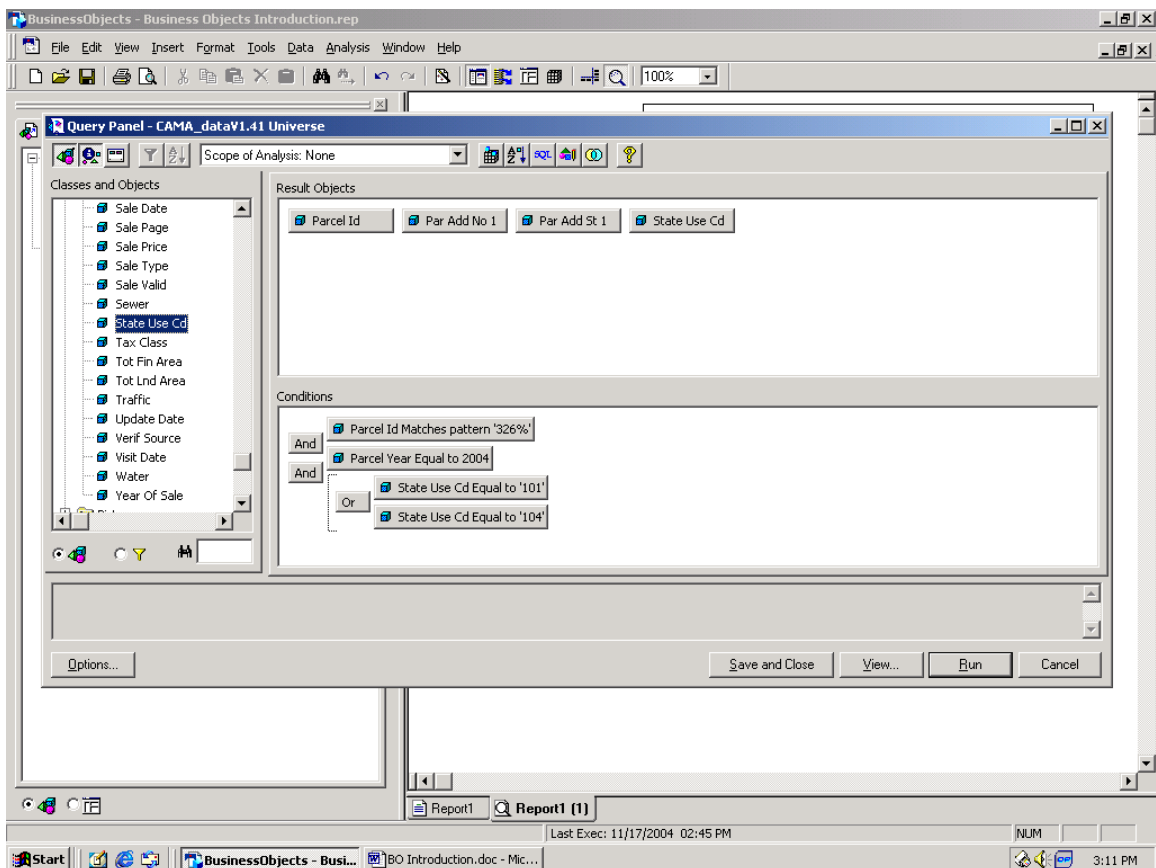 BusinessObjects - Business Objects Introduction.rep
File Edit View Insert Format Tools Data Analysis Window Help
100%
Query Panel - CAMA_dataV1.41 Universe
Scope of Analysis: None
SQL
Classes and Objects
Sale Date
Sale Page
Sale Price
Sale Type
Sale Valid
Sewer
State Use Cd
Tax Class
Tot Fin Area
Tot Lnd Area
Traffic
Update Date
Verif Source
Visit Date
Water
Year Of Sale
Result Objects
Parcel Id Par Add No 1 Par Add St 1 State Use Cd
Conditions
Parcel Id Matches pattern '326%'
And
Parcel Year Equal to 2004
And
State Use Cd Equal to '101'
Or
State Use Cd Equal to '104'
Options... Save and Close View... Run Cancel
Report1 Report1 (1)
Last Exec: 11/17/2004 02:45 PM NUM
Start BusinessObjects - Busi... BO Introduction.doc - Mic... 3:11 PM